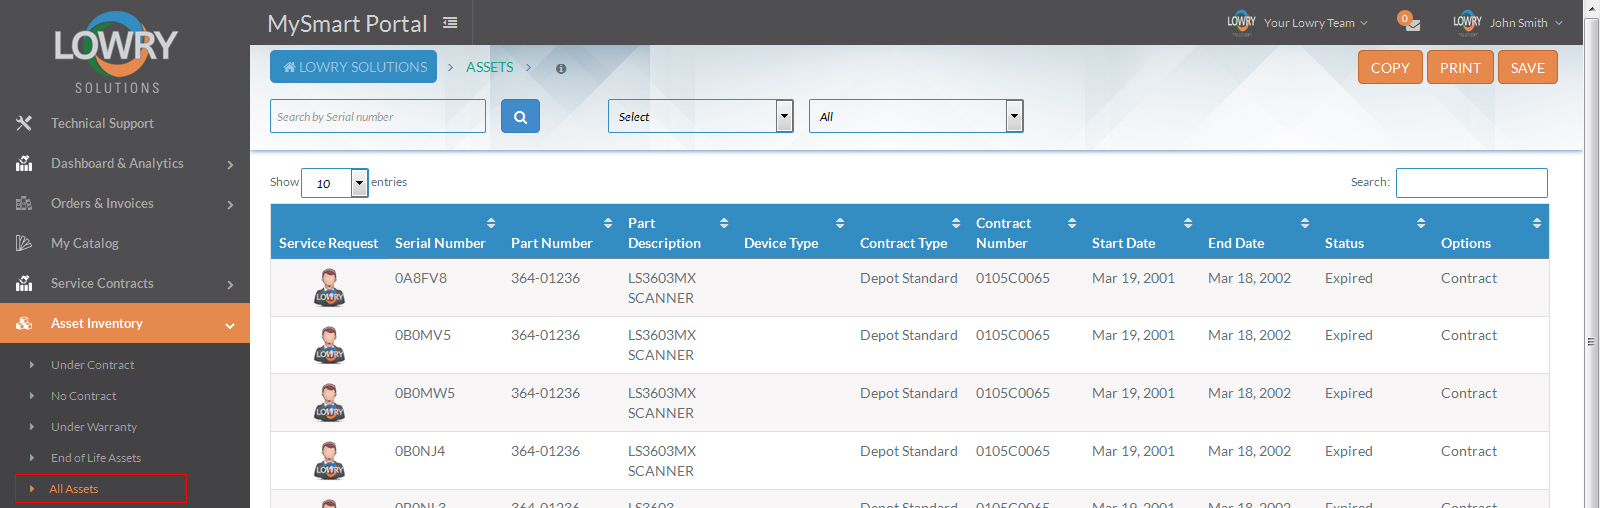 LOWRY
SOLUTIONS
Technical Support
Dashboard & Analytics
Orders & Invoices
My Catalog
Service Contracts
Asset Inventory
Under Contract
No Contract
Under Warranty
End of Life Assets
All Assets
MySmart Portal
LOWRY Your Lowry Team 0 LOWRY John Smith
LOWRY SOLUTIONS ASSETS COPY PRINT SAVE
Search by Serial number Select All
Show 10 entries Search:
Service Request Serial Number Part Number Part Description Device Type Contract Type Contract Number Start Date End Date Status Options
LOWRY 0A8FV8 364-01236 LS3603MX SCANNER Depot Standard 0105C0065 Mar 19, 2001 Mar 18, 2002 Expired Contract
LOWRY 0B0MV5 364-01236 LS3603MX SCANNER Depot Standard 0105C0065 Mar 19, 2001 Mar 18, 2002 Expired Contract
LOWRY 0B0MW5 364-01236 LS3603MX SCANNER Depot Standard 0105C0065 Mar 19, 2001 Mar 18, 2002 Expired Contract
LOWRY 0B0NJ4 364-01236 LS3603MX SCANNER Depot Standard 0105C0065 Mar 19, 2001 Mar 18, 2002 Expired Contract
0B0NL3 364-01236 LS3603 Depot Standard 0105C0065 Mar 19, 2001 Mar 18, 2002 Expired Contract